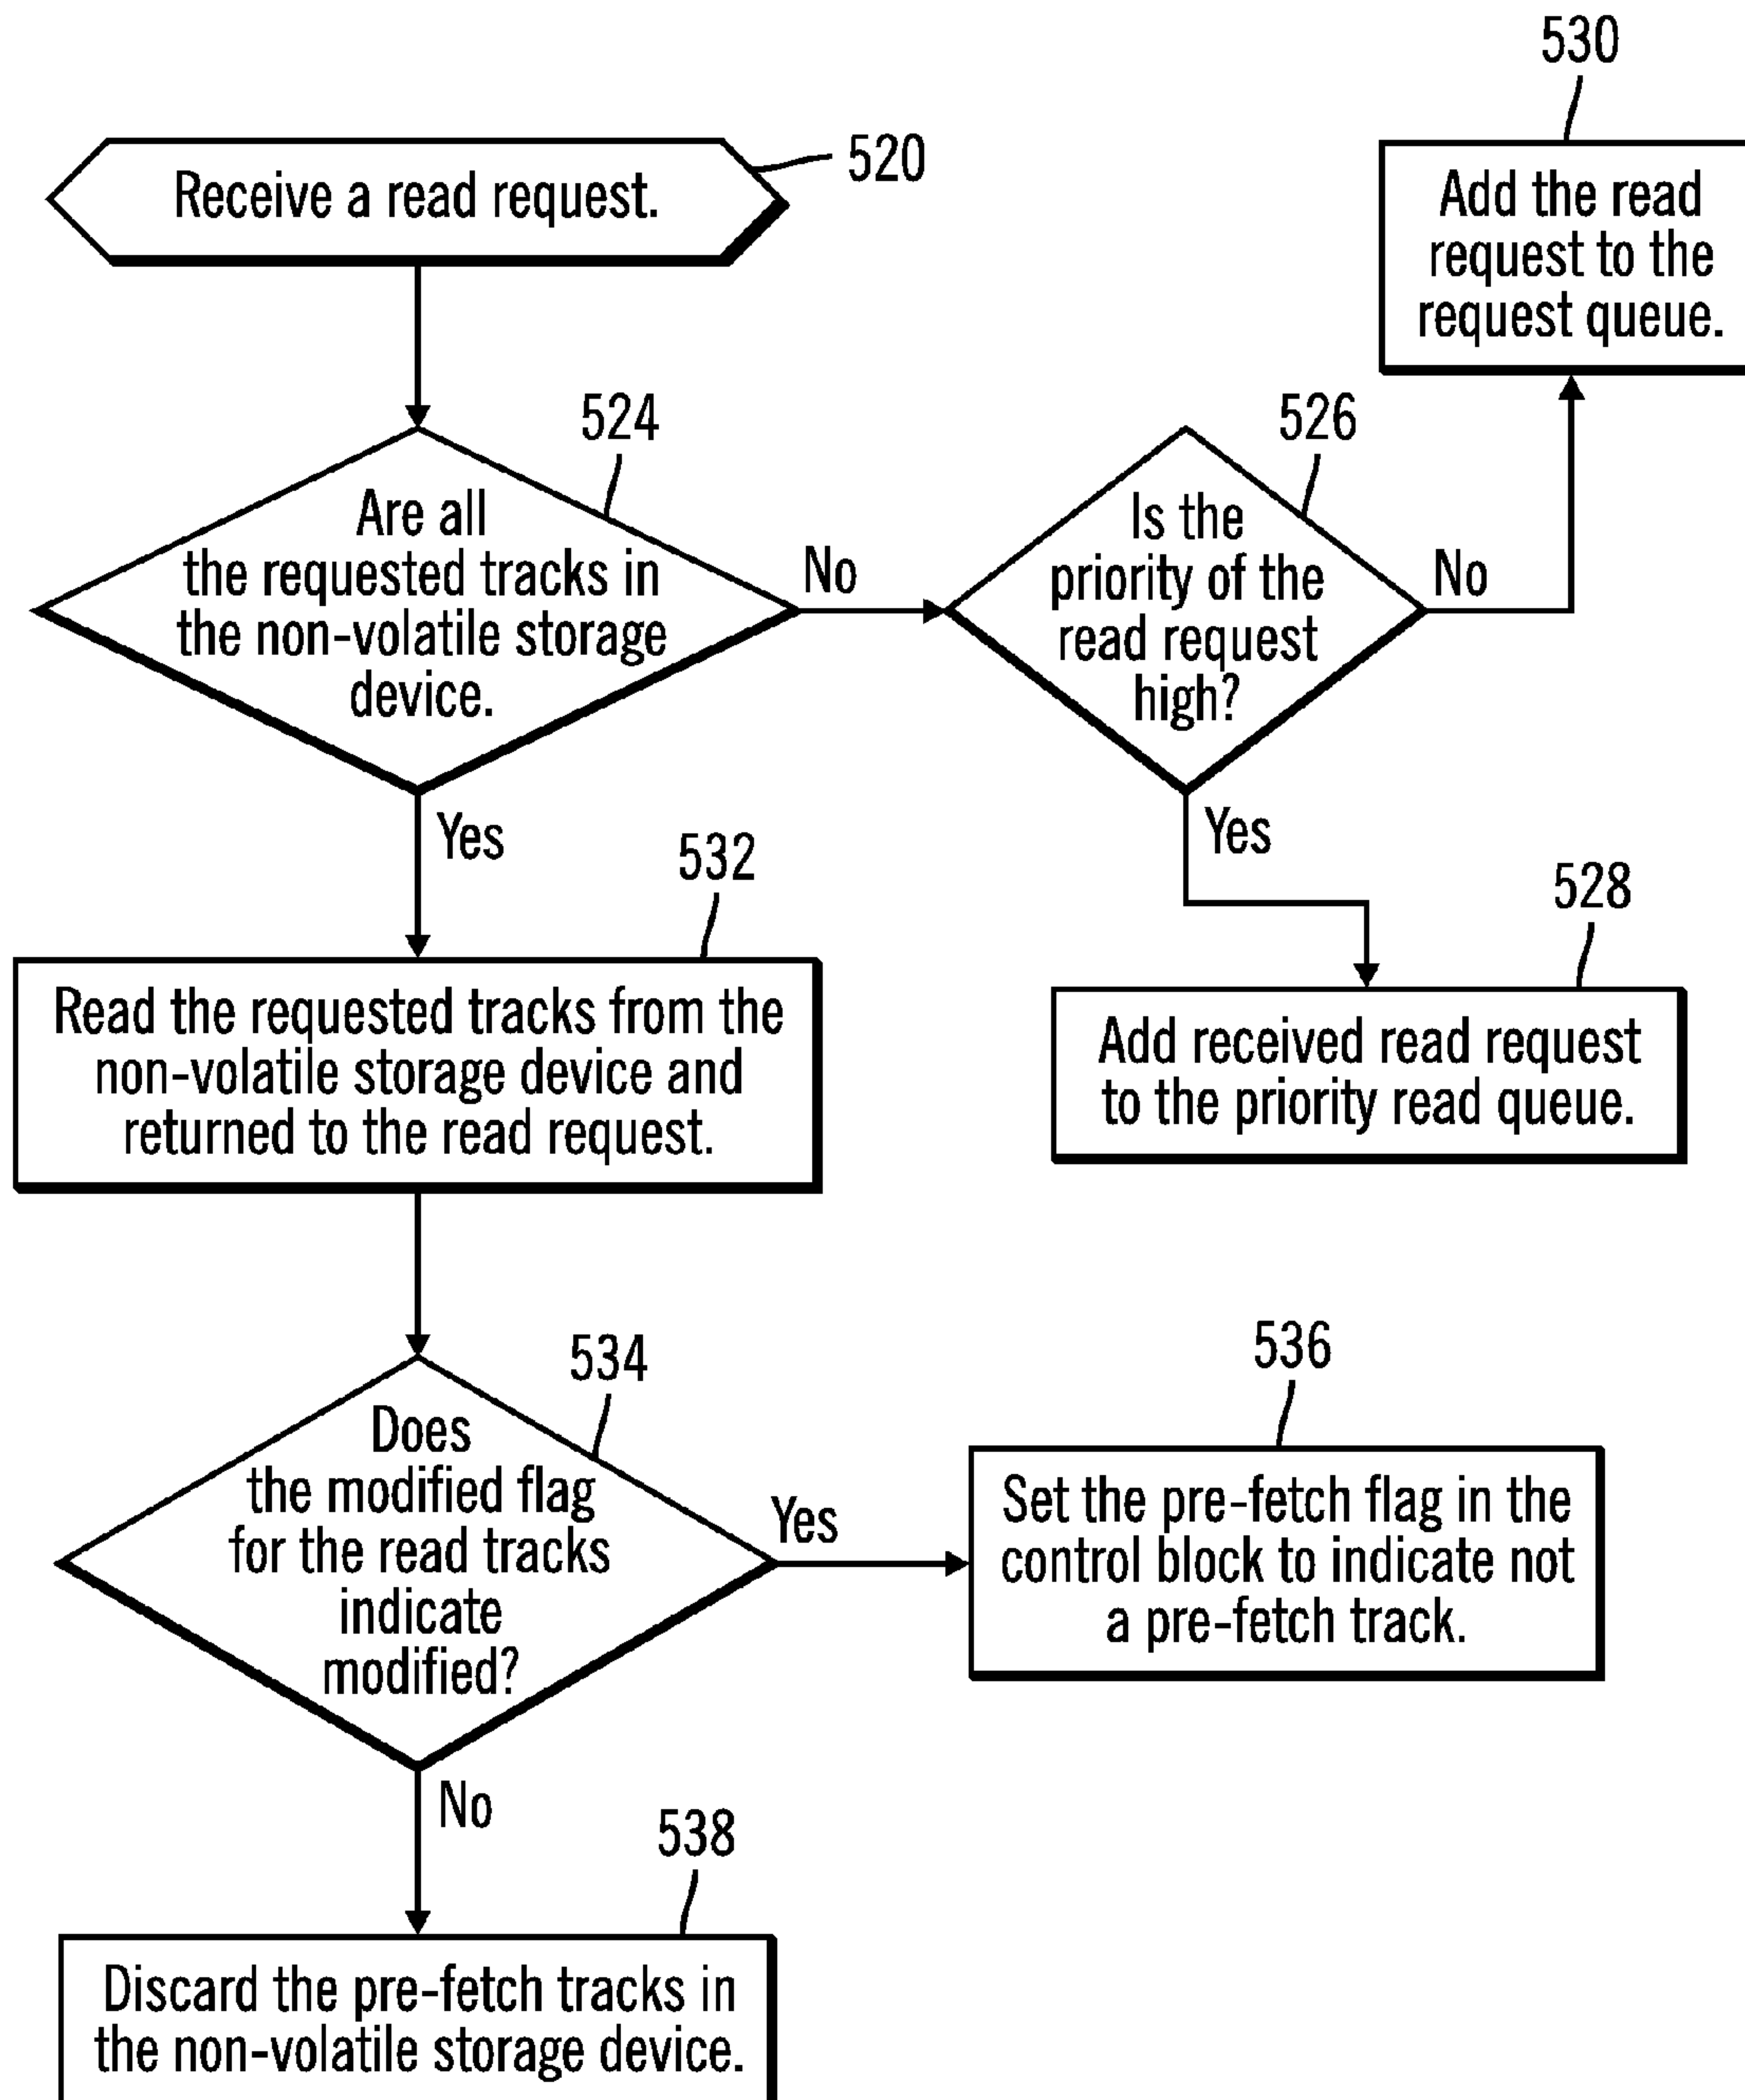 530
520
Receive a read request.
Add the read
request to the
request queue.
524
526
Are all
the requested tracks in
the non-volatile storage
device.
No
Is the
priority of the
read request
high?
No
Yes
Yes
532
528
Read the requested tracks from the
non-volatile storage device and
returned to the read request.
Add received read request
to the priority read queue.
534
536
Does
the modified flag
for the read tracks
indicate
modified?
Yes
Set the pre-fetch flag in the
control block to indicate not
a pre-fetch track.
No
538
Discard the pre-fetch tracks in
the non-volatile storage device.